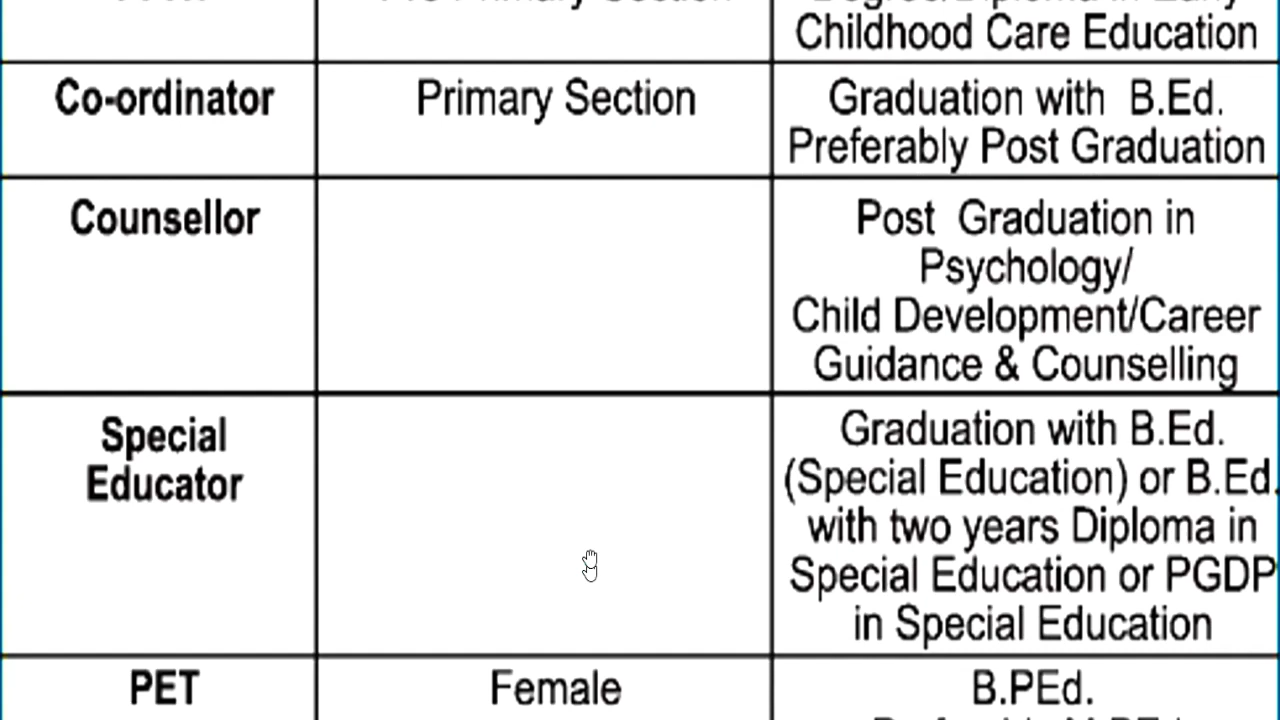 Childhood Care Education
Co-ordinator
Primary Section
Graduation with B.Ed.
Preferably Post Graduation
Counsellor
Post Graduation in
Psychology/
Child Development/Career
Guidance & Counselling
Special
Educator
Graduation with B.Ed.
(Special Education) or B.Ed.
with two years Diploma in
Special Education or PGDP
in Special Education
PET
Female
B.PEd.